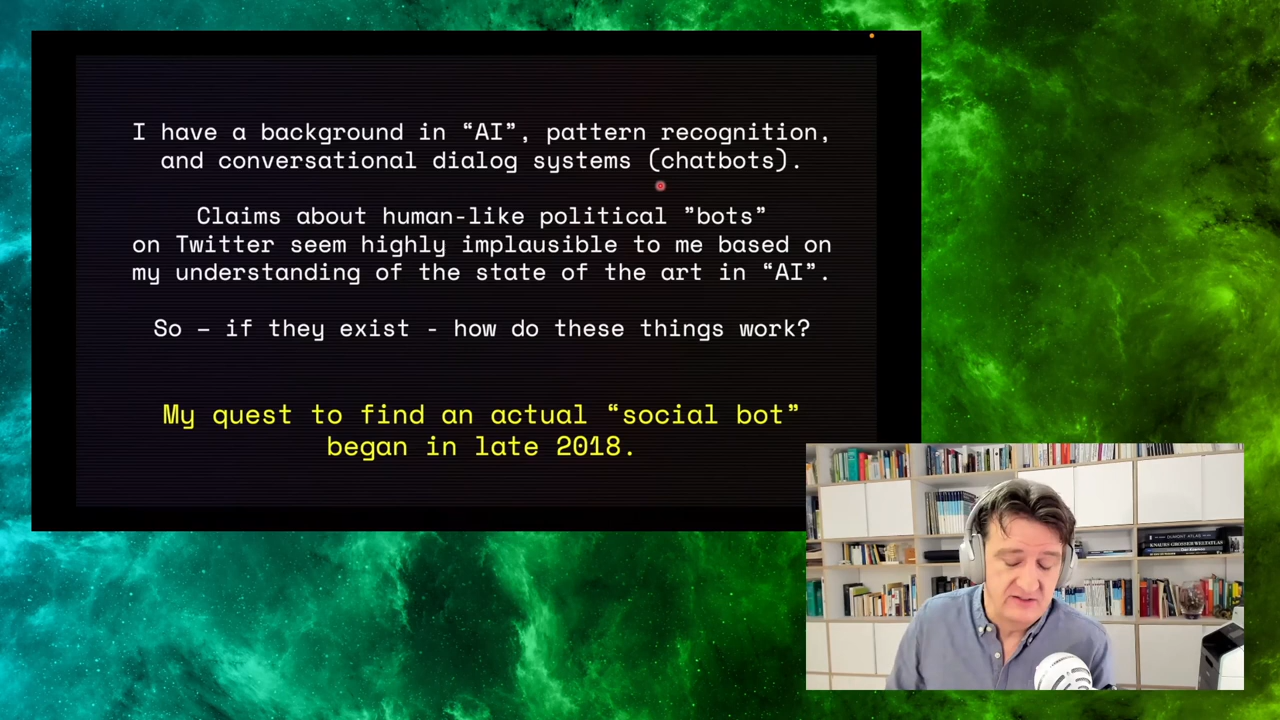 I have a background in “AI”, pattern recognition,
and conversational dialog systems (chatbots).
Claims about human-like political ”bots”
on Twitter seem highly implausible to me based on
my understanding of the state of the art in “AI”.
So – if they exist - how do these things work?
My quest to find an actual “social bot”
began in late 2018.
KNAURS GROSSER WELTATLAS